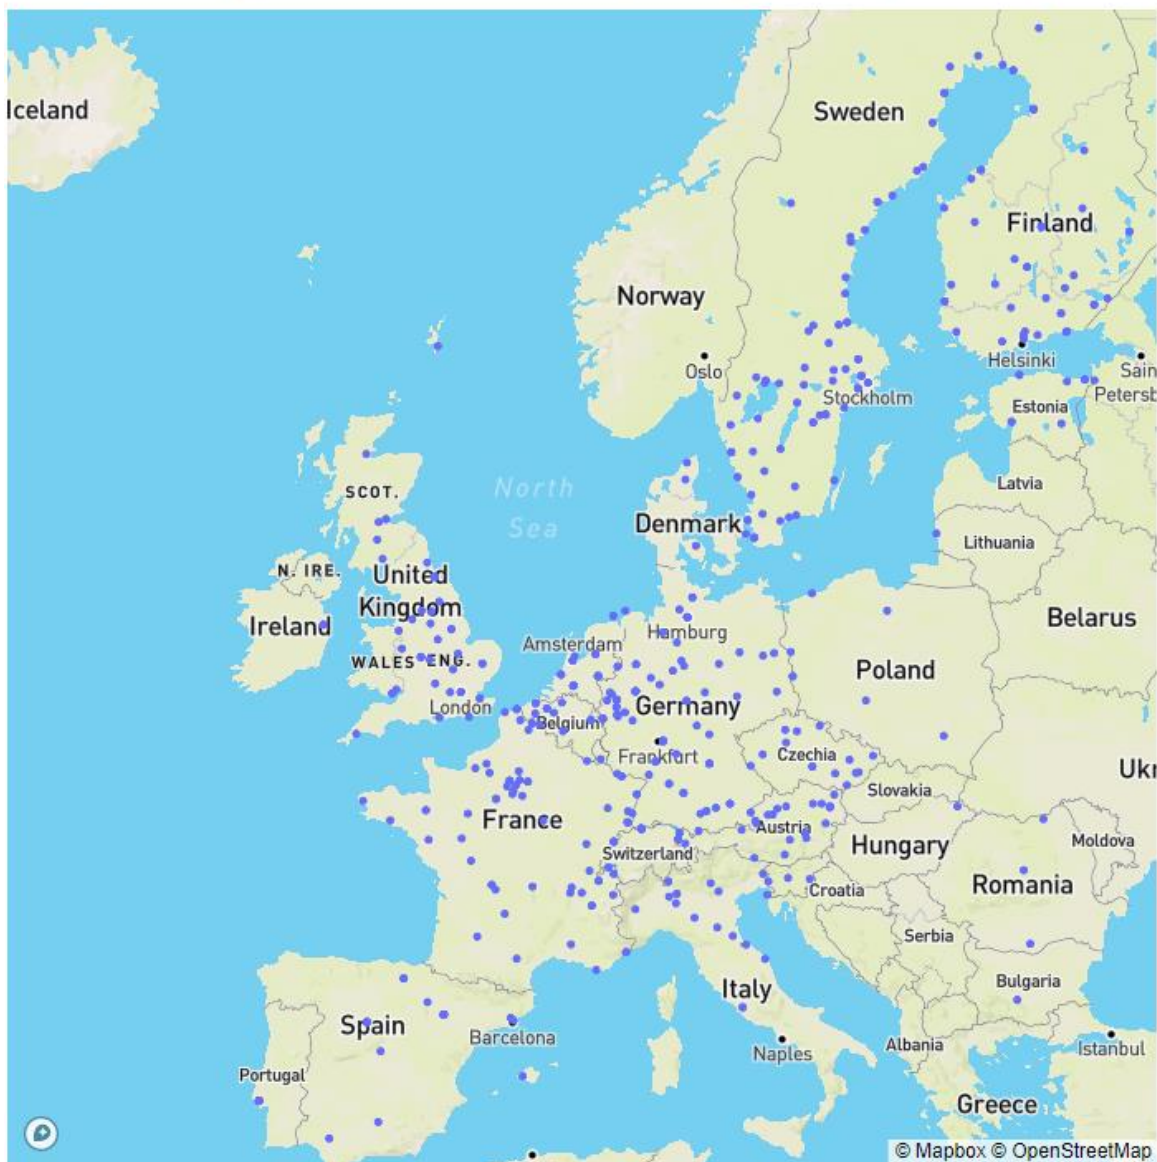 Iceland
Sweden
Finland
Norway
Oslo
Helsinki
Sain
Petersb
Stockholm
Estonia
North
Sea
SCOT.
Latvia
Denmark
Lithuania
N. IRE.
United
Kingdom
Ireland
Belarus
Hamburg
Amsterdam
WALES
ENG.
Poland
London
Germany
Belgium
Frankfurt
Czechia
Ukr
Slovakia
France
Austria
Moldova
Hungary
Switzerland
Romania
Croatia
Serbia
Bulgaria
Italy
Spain
Barcelona
Albania
Istanbul
Naples
Portugal
Greece
© Mapbox © OpenStreetMap